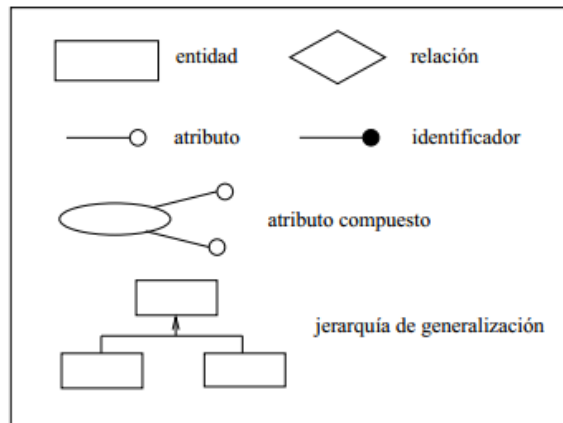 entidad
relación
atributo
identificador
atributo compuesto
jerarquía de generalización